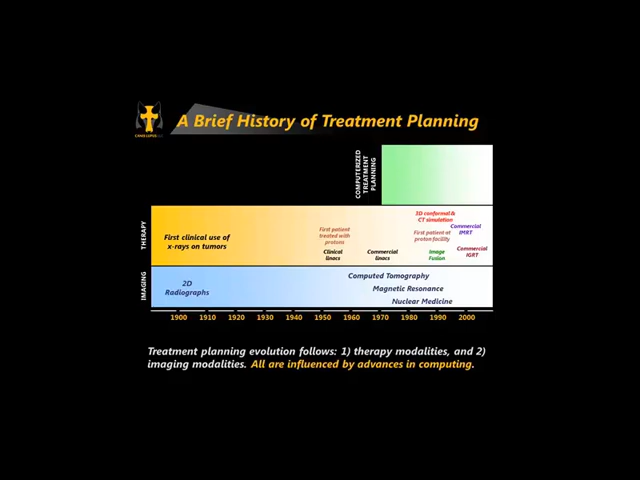 CANIS LUPUS LLC
A Brief History of Treatment Planning
COMPUTERIZED
TREATMENT
PLANNING
THERAPY
First clinical use of
x-rays on tumors
First patient
treated with
protons
Clinical
linacs
Commercial
linacs
3D conformal &
CT simulation
Commercial
IMRT
First patient at
proton facility
Image
Fusion
Commercial
IGRT
IMAGING
2D
Radiographs
Computed Tomography
Magnetic Resonance
Nuclear Medicine
1900 1910 1920 1930 1940 1950 1960 1970 1980 1990 2000
Treatment planning evolution follows: 1) therapy modalities, and 2)
imaging modalities. All are influenced by advances in computing.